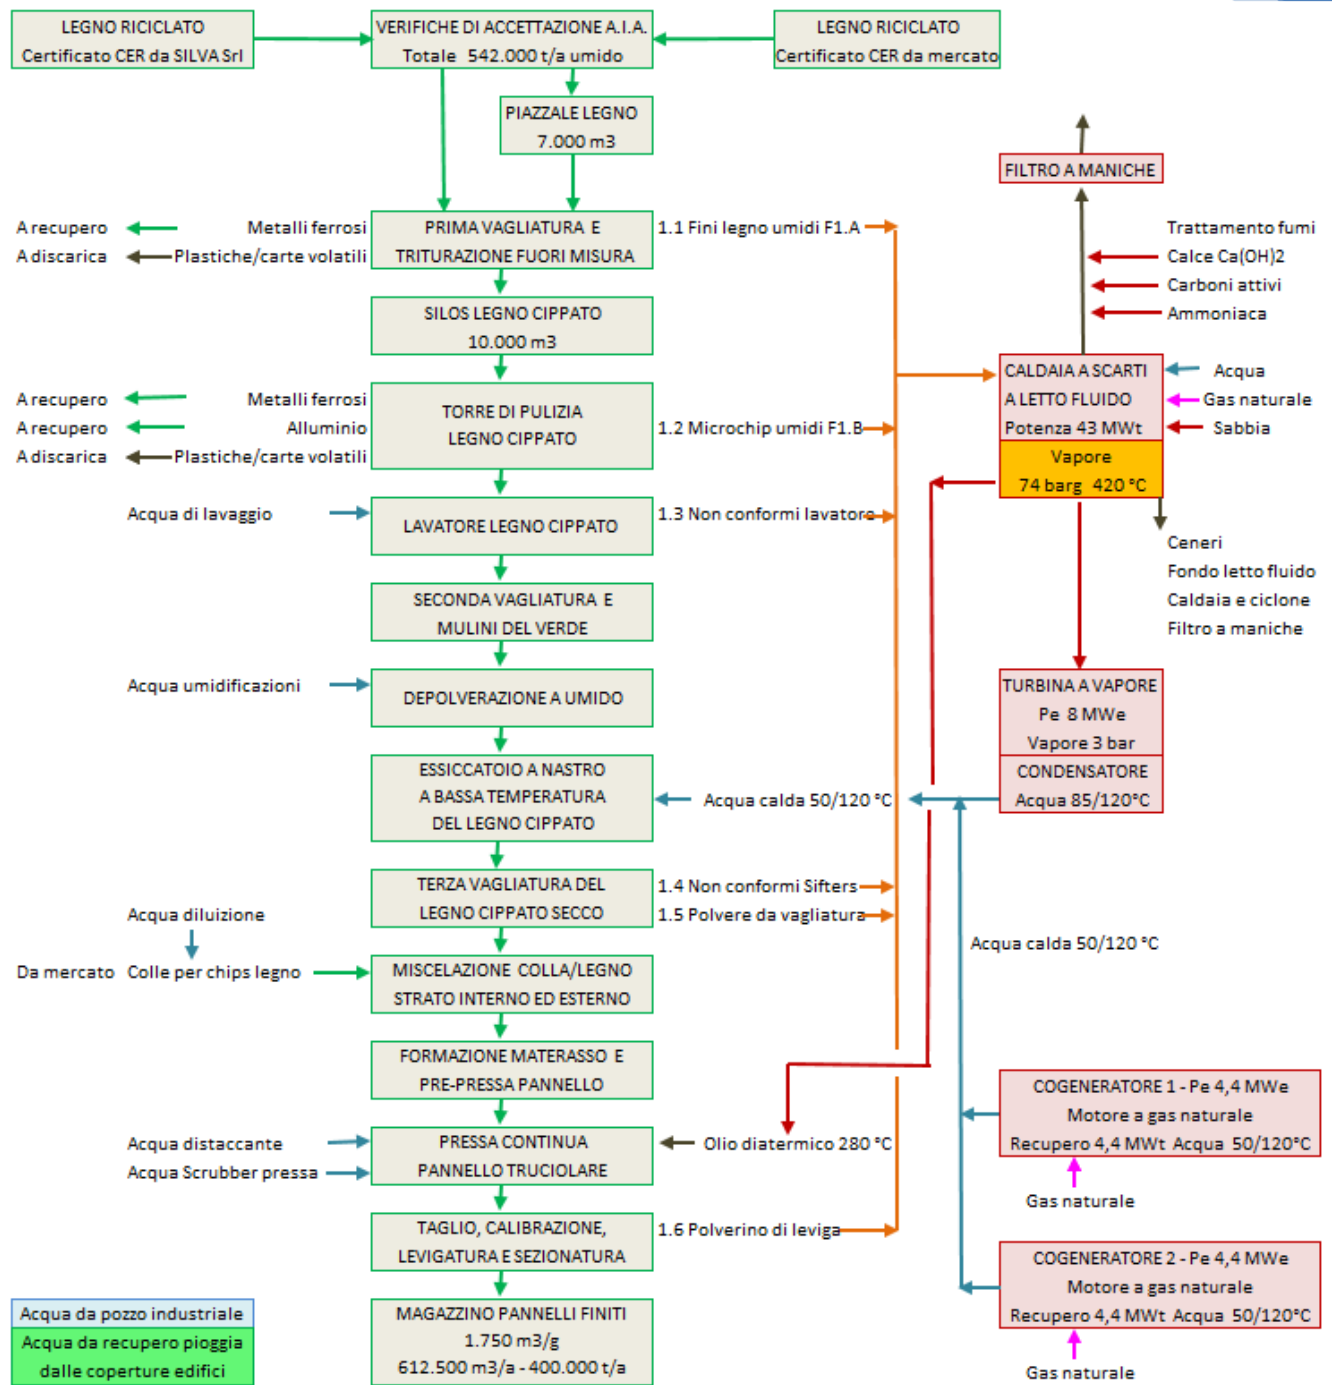 LEGNO RICICLATO
Certificato CER da SILVA Srl
VERIFICHE DI ACCETTAZIONE A.I.A.
Totale 542.000 t/a umido
LEGNO RICICLATO
Certificato CER da mercato
PIAZZALE LEGNO
7.000 m3
FILTRO A MANICHE
A recupero
Metalli ferrosi
A discarica
Plastiche/carte volatili
PRIMA VAGLIATURA E
TRITURAZIONE FUORI MISURA
1.1 Fini legno umidi F1.A
Trattamento fumi
Calce Ca(OH)2
Carboni attivi
Ammoniaca
SILOS LEGNO CIPPATO
10.000 m3
CALDAIA A SCARTI
A LETTO FLUIDO
Potenza 43 MWt
Acqua
Gas naturale
Sabbia
A recupero
Metalli ferrosi
A recupero
Alluminio
A discarica
Plastiche/carte volatili
TORRE DI PULIZIA
LEGNO CIPPATO
1.2 Microchip umidi F1.B
Vapore
74 barg 420 °C
Acqua di lavaggio
LAVATORE LEGNO CIPPATO
1.3 Non conformi lavatore
Ceneri
Fondo letto fluido
Caldaia e ciclone
Filtro a maniche
SECONDA VAGLIATURA E
MULINI DEL VERDE
Acqua umidificazioni
DEPOLVERAZIONE A UMIDO
TURBINA A VAPORE
Pe 8 MWe
Vapore 3 bar
CONDENSATORE
Acqua 85/120°C
ESSICCATOIO A NASTRO
A BASSA TEMPERATURA
DEL LEGNO CIPPATO
Acqua calda 50/120 °C
TERZA VAGLIATURA DEL
LEGNO CIPPATO SECCO
1.4 Non conformi Sifters
1.5 Polvere da vagliatura
Acqua diluizione
Acqua calda 50/120 °C
Da mercato
Colle per chips legno
MISCELAZIONE COLLA/LEGNO
STRATO INTERNO ED ESTERNO
FORMAZIONE MATERASSO E
PRE-PRESSA PANNELLO
COGENERATORE 1 - Pe 4,4 MWe
Motore a gas naturale
Recupero 4,4 MWt Acqua 50/120°C
Gas naturale
Acqua distaccante
Acqua Scrubber pressa
PRESSA CONTINUA
PANNELLO TRUCIOLARE
Olio diatermico 280 °C
TAGLIO, CALIBRAZIONE,
LEVIGATURA E SEZIONATURA
1.6 Polverino di leviga
COGENERATORE 2 - Pe 4,4 MWe
Motore a gas naturale
Recupero 4,4 MWt Acqua 50/120°C
Gas naturale
Acqua da pozzo industriale
Acqua da recupero pioggia
dalle coperture edifici
MAGAZZINO PANNELLI FINITI
1.750 m3/g
612.500 m3/a - 400.000 t/a